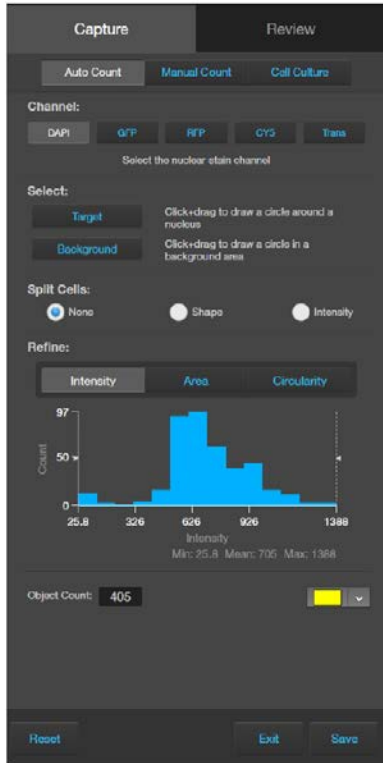 Capture Review
Auto Count Manual Count Cell Culture
Channel:
DAPI GFP RFP CY5 Trans
Select the nuclear stain channel
Select:
Target Click+drag to draw a circle around a
nucleus
Background Click+drag to draw a circle in a
background area
Split Cells:
None Shape Intensity
Refine:
Intensity Area Circularity
97
50
0
Count
25.8 326 626 926 1388
Intensity
Min: 25.8 Mean: 705 Max: 1388
Object Count: 405
Reset Exit Save